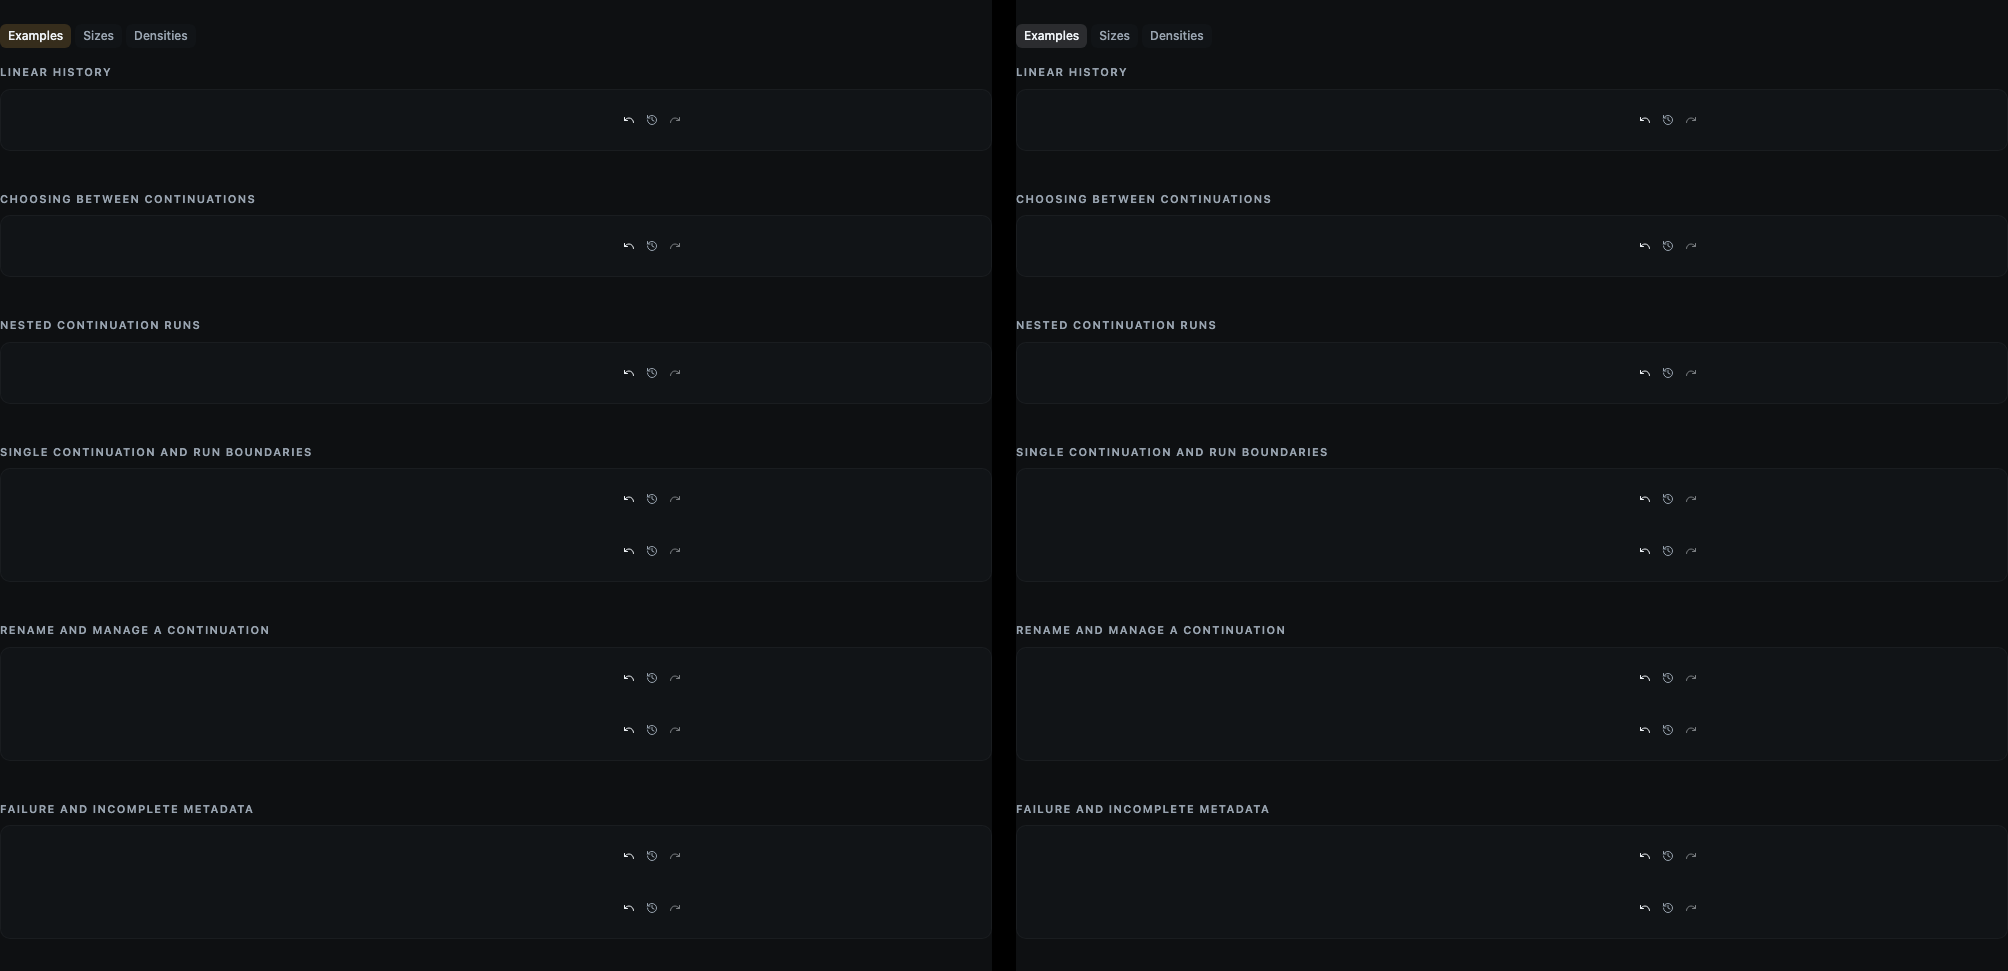 Examples Sizes Densities
LINEAR HISTORY
CHOOSING BETWEEN CONTINUATIONS
NESTED CONTINUATION RUNS
SINGLE CONTINUATION AND RUN BOUNDARIES
RENAME AND MANAGE A CONTINUATION
FAILURE AND INCOMPLETE METADATA
Examples Sizes Densities
LINEAR HISTORY
CHOOSING BETWEEN CONTINUATIONS
NESTED CONTINUATION RUNS
SINGLE CONTINUATION AND RUN BOUNDARIES
RENAME AND MANAGE A CONTINUATION
FAILURE AND INCOMPLETE METADATA